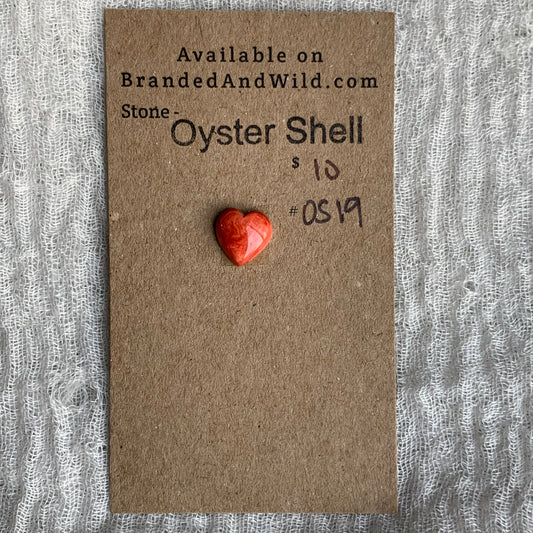 Available on
BrandedAndWild.com
Stone - Oyster Shell
$ 10
# OS19